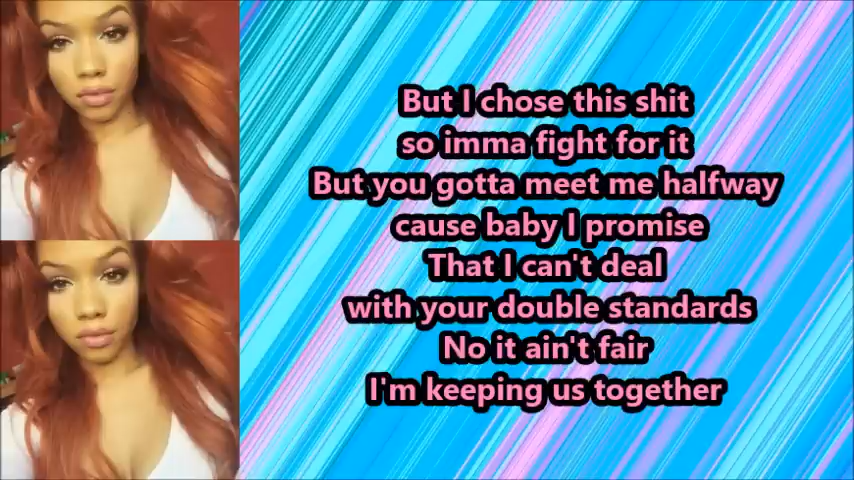 But I chose this shit
so imma fight for it
But you gotta meet me halfway
cause baby I promise
That I can't deal
with your double standards
No it ain't fair
I'm keeping us together